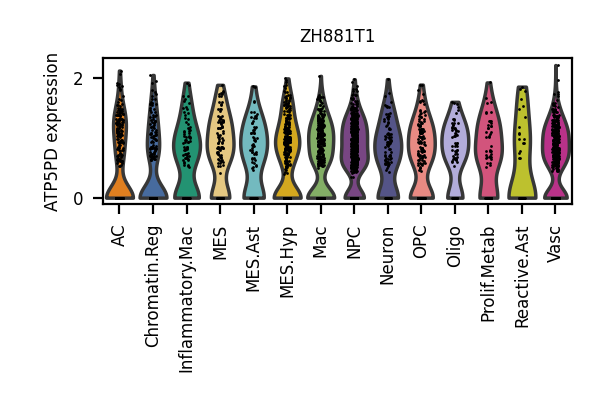 ZH881T1
ATP5PD expression
2
0
AC
Chromatin.Reg
Inflammatory.Mac
MES
MES.Ast
MES.Hyp
Mac
NPC
Neuron
OPC
Oligo
Prolif.Metab
Reactive.Ast
Vasc